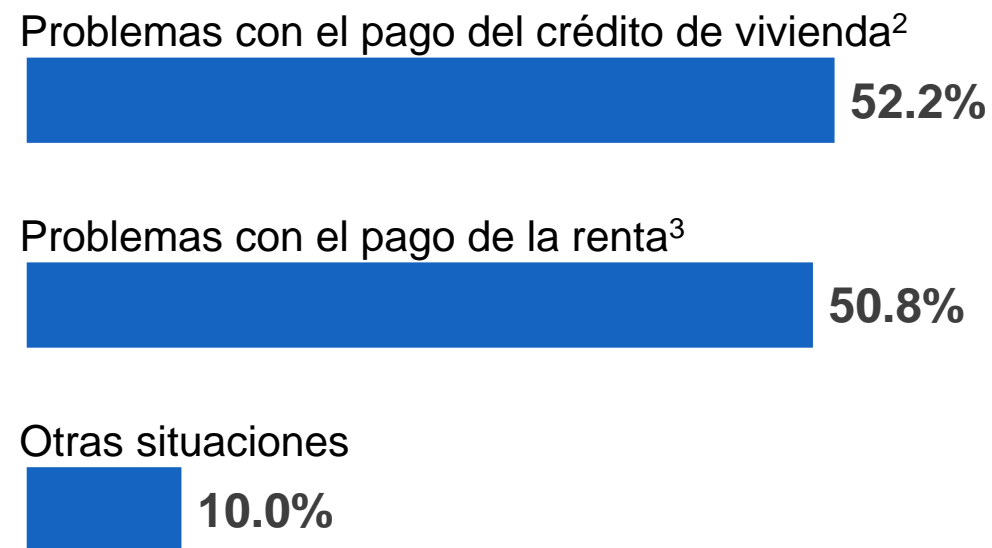 Problemas con el pago del crédito de vivienda²
52.2%
Problemas con el pago de la renta³
50.8%
Otras situaciones
10.0%